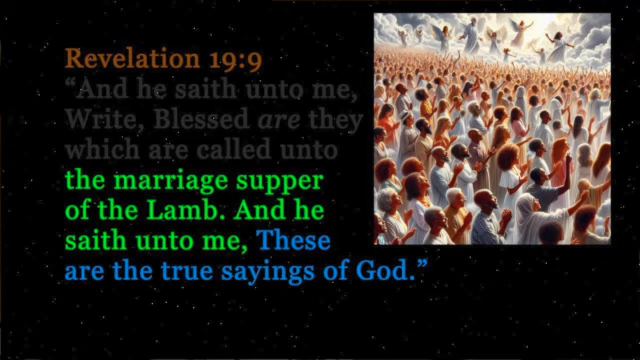 Revelation 19:9
“And he saith unto me,
Write, Blessed are they
which are called unto
the marriage supper
of the Lamb. And he
saith unto me, These
are the true sayings of God.”